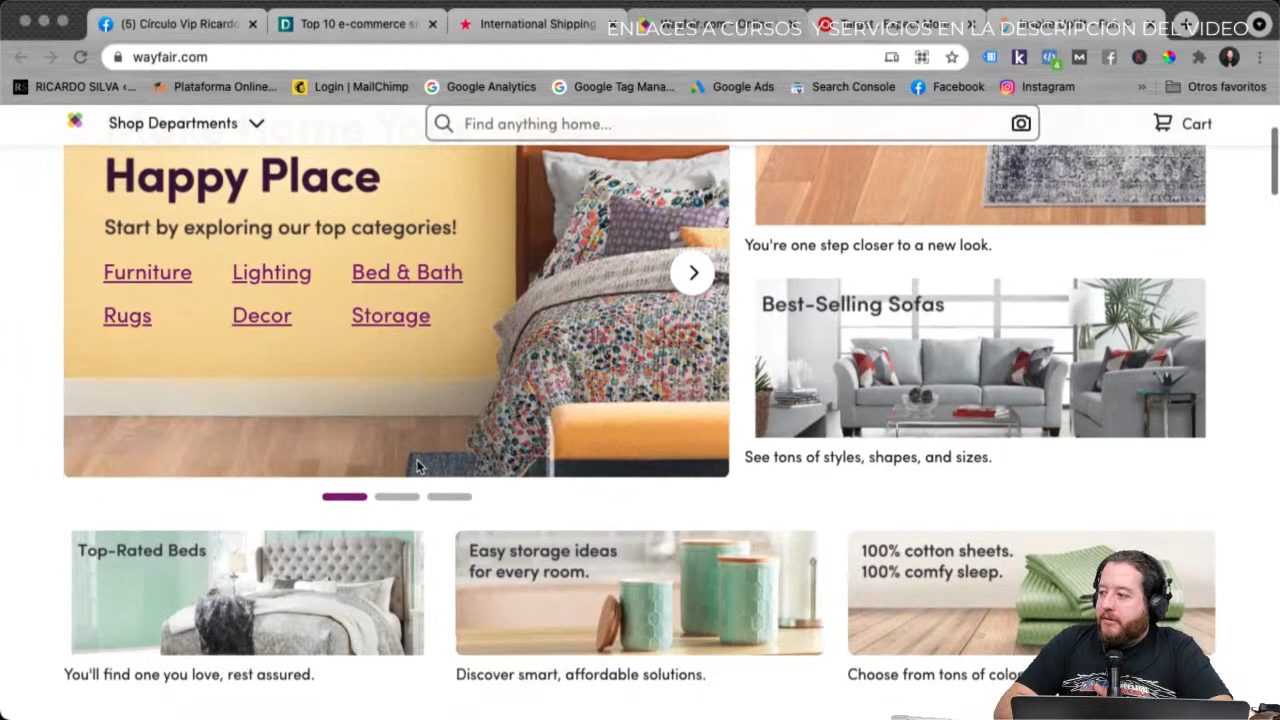 ENLACES A CURSOS Y SERVICIOS EN LA DESCRIPCIÓN DEL VIDEO
(5) Círculo Vip Ricardo
Top 10 e-commerce si
International Shipping
wayfair.com
4
RICARDO SILVA <...
Plataforma Online...
Login | MailChimp
Google Analytics
Google Tag Mana...
Google Ads
Search Console
Facebook
Instagram
»
Otros favoritos
Shop Departments
Find anything home...
Cart
Happy Place
Start by exploring our top categories!
Furniture
Lighting
Bed & Bath
Rugs
Decor
Storage
You're one step closer to a new look.
Best-Selling Sofas
See tons of styles, shapes, and sizes.
Top-Rated Beds
You'll find one you love, rest assured.
Easy storage ideas
for every room.
Discover smart, affordable solutions.
100% cotton sheets.
100% comfy sleep.
Choose from tons of color